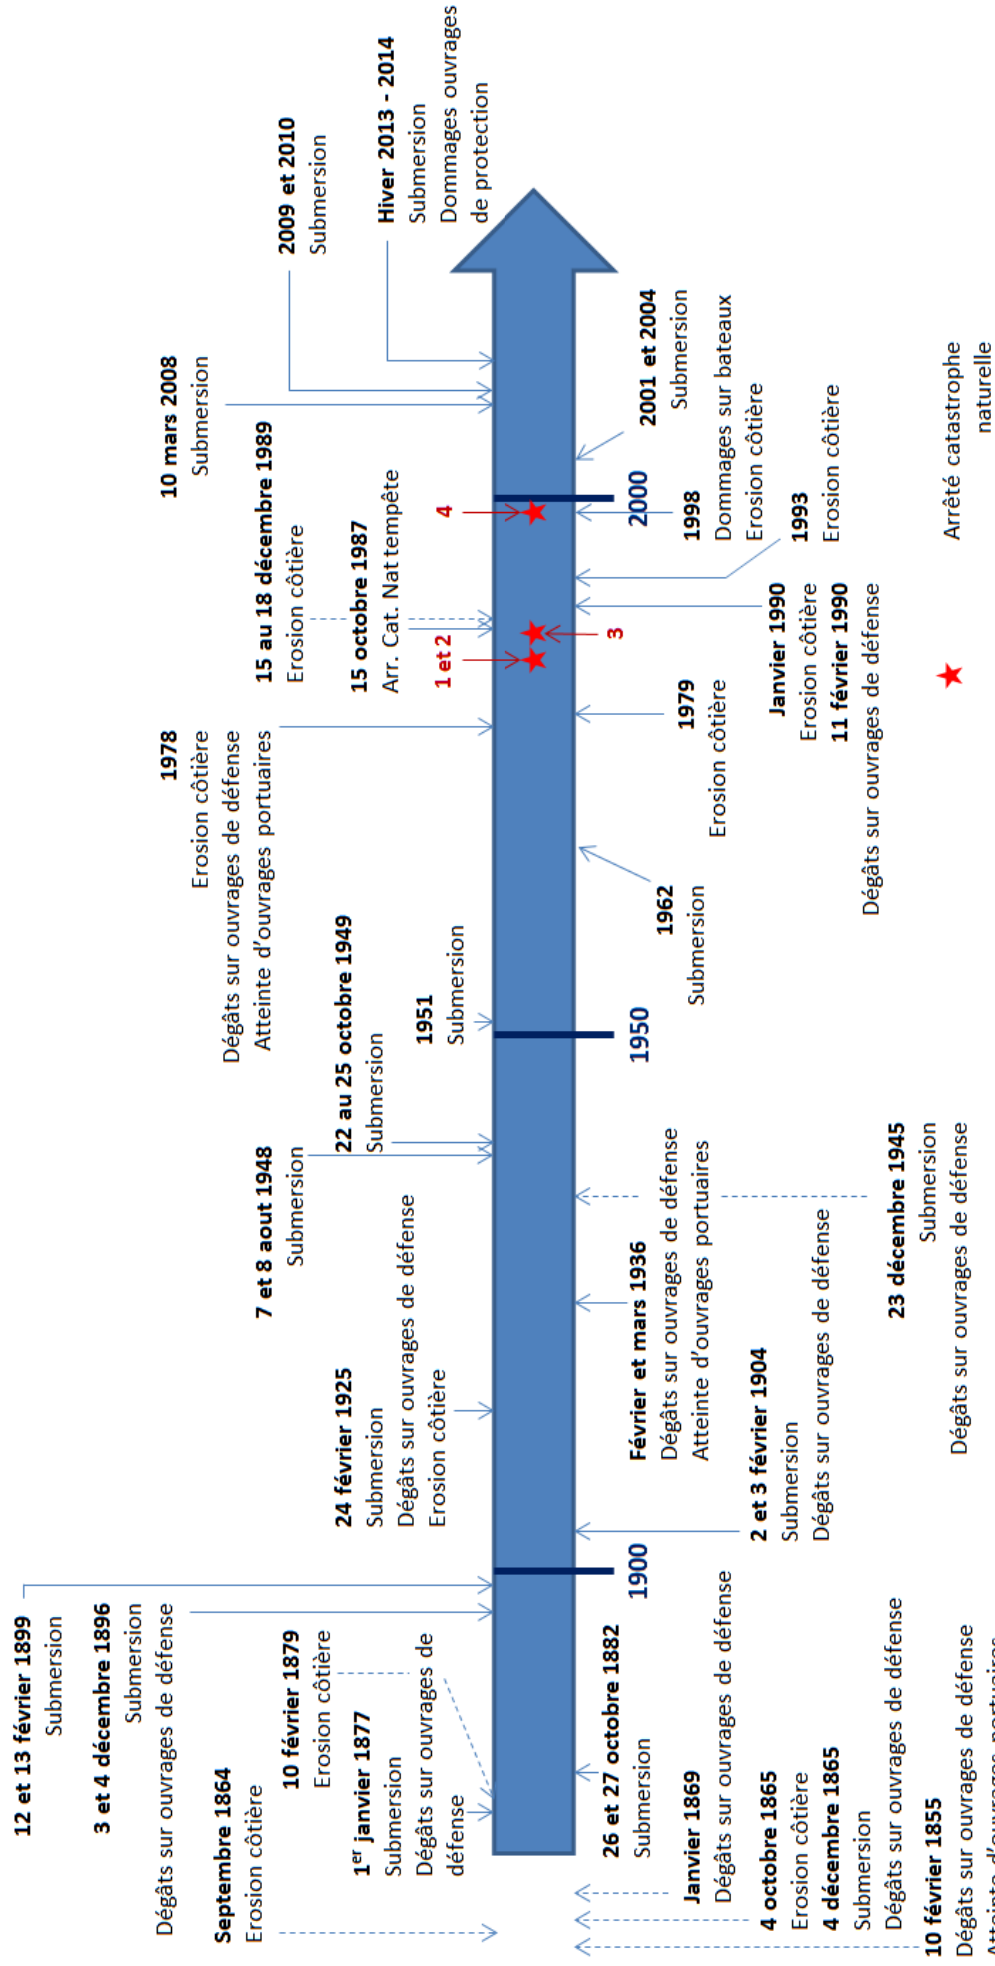 12 et 13 février 1899
Submersion
3 et 4 décembre 1896
Submersion
Dégâts sur ouvrages de défense
Septembre 1864
Erosion côtière
10 février 1879
Erosion côtière
1er janvier 1877
Submersion
Dégâts sur ouvrages de
défense
24 février 1925
Submersion
Dégâts sur ouvrages de défense
Erosion côtière
7 et 8 aout 1948
Submersion
22 au 25 octobre 1949
Submersion
1951
Submersion
1978
Erosion côtière
Dégâts sur ouvrages de défense
Atteinte d'ouvrages portuaires
15 au 18 décembre 1989
Erosion côtière
15 octobre 1987
Arr. Cat. Nat tempête
1 et 2
4
10 mars 2008
Submersion
2009 et 2010
Submersion
Hiver 2013 - 2014
Submersion
Dommages ouvrages
de protection
3
1900
1950
2000
26 et 27 octobre 1882
Submersion
Janvier 1869
Dégâts sur ouvrages de défense
4 octobre 1865
Erosion côtière
4 décembre 1865
Submersion
Dégâts sur ouvrages de défense
10 février 1855
Dégâts sur ouvrages de défense
Atteinte d'ouvrages portuaires
Février et mars 1936
Dégâts sur ouvrages de défense
Atteinte d'ouvrages portuaires
2 et 3 février 1904
Submersion
Dégâts sur ouvrages de défense
23 décembre 1945
Submersion
Dégâts sur ouvrages de défense
1962
Submersion
1979
Erosion côtière
Janvier 1990
Erosion côtière
11 février 1990
Dégâts sur ouvrages de défense
1998
Dommages sur bateaux
Erosion côtière
1993
Erosion côtière
2001 et 2004
Submersion
Arrêté catastrophe
naturelle